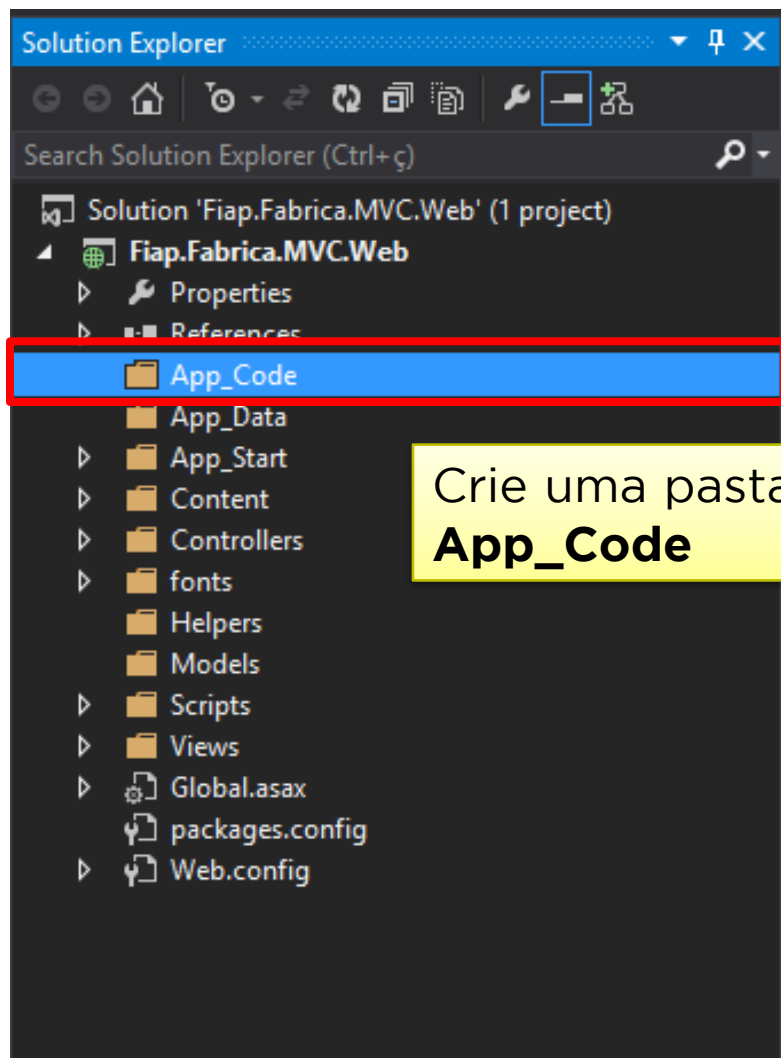 Solution Explorer
Search Solution Explorer (Ctrl+ç)
Solution 'Fiap.Fabrica.MVC.Web' (1 project)
Fiap.Fabrica.MVC.Web
Properties
References
App_Code
App_Data
App_Start
Content
Controllers
fonts
Helpers
Models
Scripts
Views
Global.asax
packages.config
Web.config
Crie uma pasta
App_Code